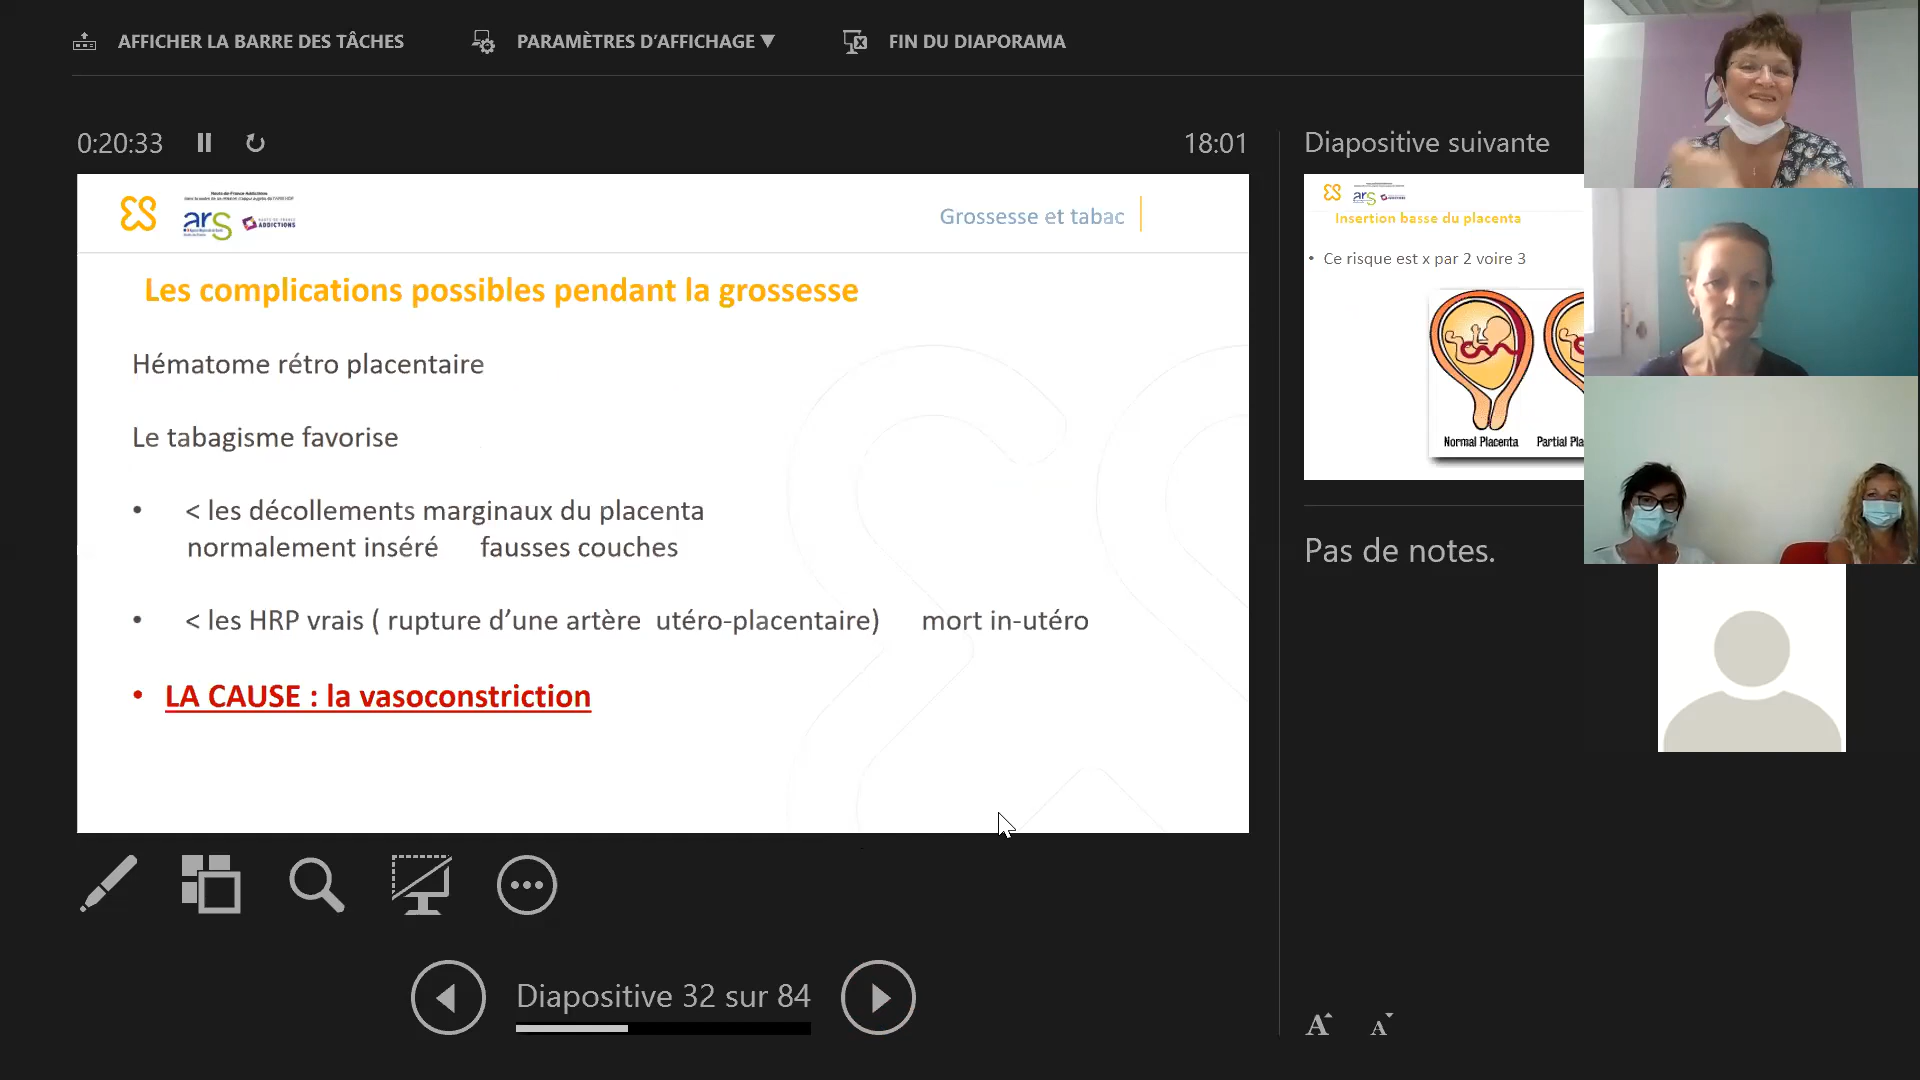 AFFICHER LA BARRE DES TÂCHES
PARAMÈTRES D'AFFICHAGE ▼
FIN DU DIAPORAMA
0:20:33
18:01
Diapositive suivante
ars
ADDICTIONS
Grossesse et tabac
Les complications possibles pendant la grossesse
Hématome rétro placentaire
Le tabagisme favorise
• < les décollements marginaux du placenta
normalement inséré fausses couches
• < les HRP vrais ( rupture d'une artère utéro-placentaire) mort in-utéro
• LA CAUSE : la vasoconstriction
ars
Insertion basse du placenta
• Ce risque est x par 2 voire 3
Normal Placenta
Partial Pla
Pas de notes.
Diapositive 32 sur 84
A
A